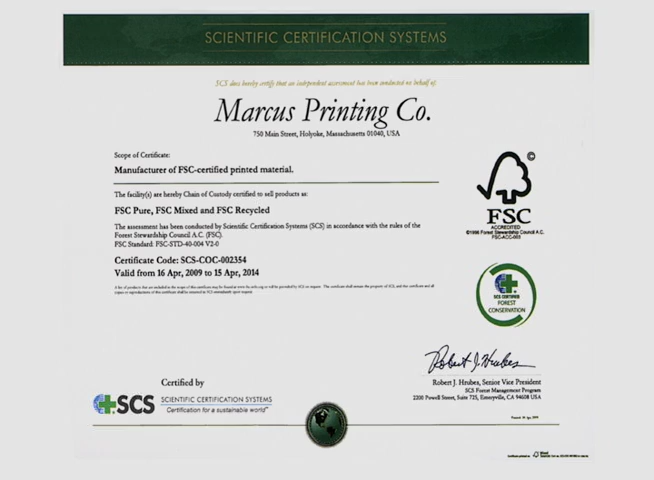 SCIENTIFIC CERTIFICATION SYSTEMS
SCS does hereby certify that an independent assessment has been conducted on behalf of:
Marcus Printing Co.
750 Main Street, Holyoke, Massachusetts 01040, USA
Scope of Certificate:
Manufacturer of FSC-certified printed material.
The facility(s) are hereby Chain of Custody certified to sell products as:
FSC Pure, FSC Mixed and FSC Recycled
The assessment has been conducted by Scientific Certification Systems (SCS) in accordance with the rules of the
Forest Stewardship Council A.C. (FSC).
FSC Standard: FSC-STD-40-004 V2-0
Certificate Code: SCS-COC-002354
Valid from 16 Apr, 2009 to 15 Apr, 2014
©
FSC
ACCREDITED
©1996 Forest Stewardship Council A.C.
FSC-ACC-003
SCS CERTIFIED
FOREST
CONSERVATION
Robert J. Hrubes
Robert J. Hrubes, Senior Vice President
SCS Forest Management Program
2200 Powell Street, Suite 725, Emeryville, CA 94608 USA
Certified by
SCS
SCIENTIFIC CERTIFICATION SYSTEMS
Certification for a sustainable world™